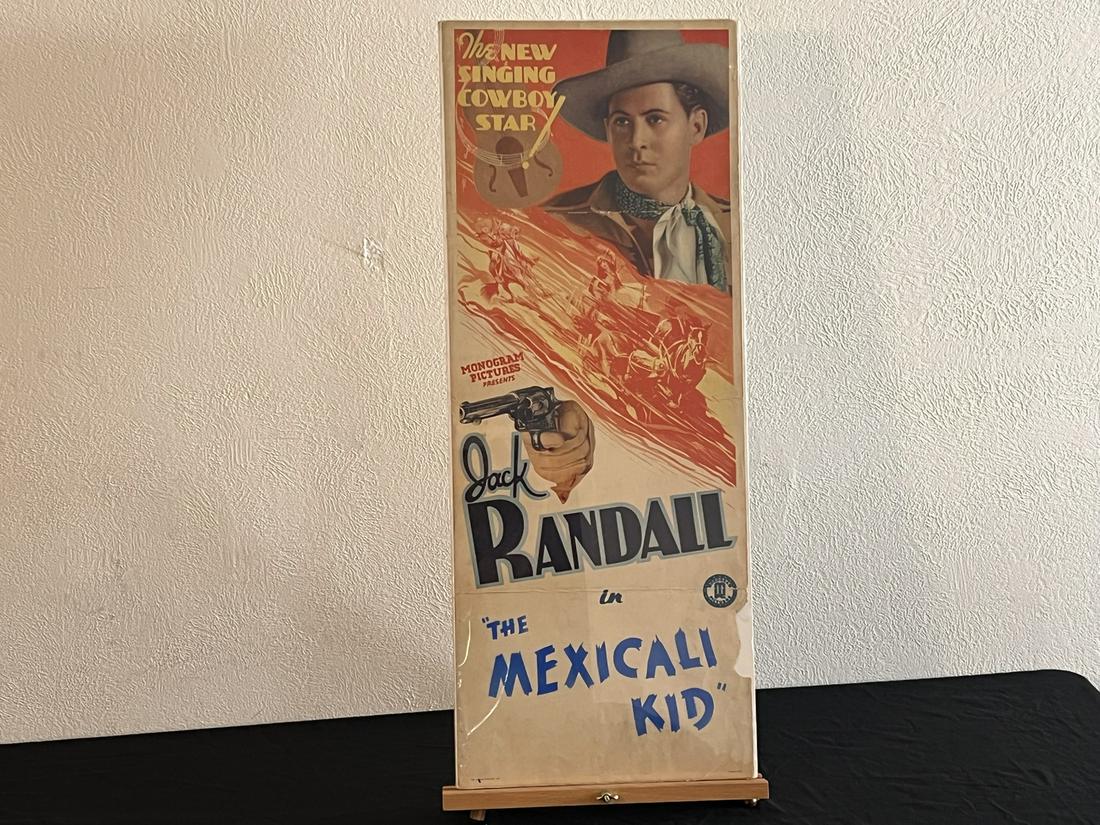 The NEW
SINGING
COWBOY
STAR
MONOGRAM
PICTURES
PRESENTS
Jack
RANDALL
in
"THE
MEXICALI
KID"